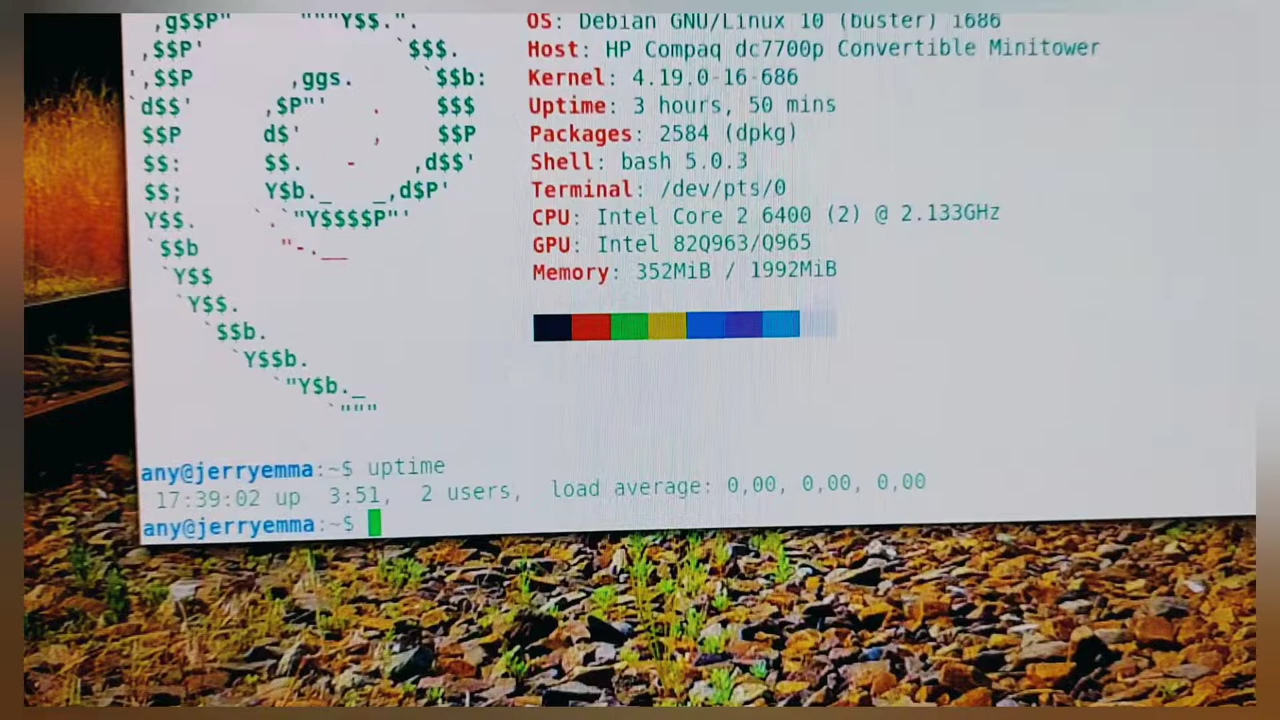 ,g$$P" """Y$$.". OS: Debian GNU/Linux 10 (buster) i686
,$$P' `$$$. Host: HP Compaq dc7700p Convertible Minitower
',$$P ,ggs. `$$b: Kernel: 4.19.0-16-686
`d$$' ,$P"' . $$$ Uptime: 3 hours, 50 mins
$$P d$' , $$P Packages: 2584 (dpkg)
$$: $$. - ,d$$' Shell: bash 5.0.3
$$; Y$b._ _,d$P' Terminal: /dev/pts/0
Y$$. `.`"Y$$$$P"' CPU: Intel Core 2 6400 (2) @ 2.133GHz
`$$b "-.__ GPU: Intel 82Q963/Q965
`Y$$ Memory: 352MiB / 1992MiB
`Y$$.
`$$b.
`Y$$b.
`"Y$b._
`"""
any@jerryemma:~$ uptime
17:39:02 up 3:51, 2 users, load average: 0,00, 0,00, 0,00
any@jerryemma:~$